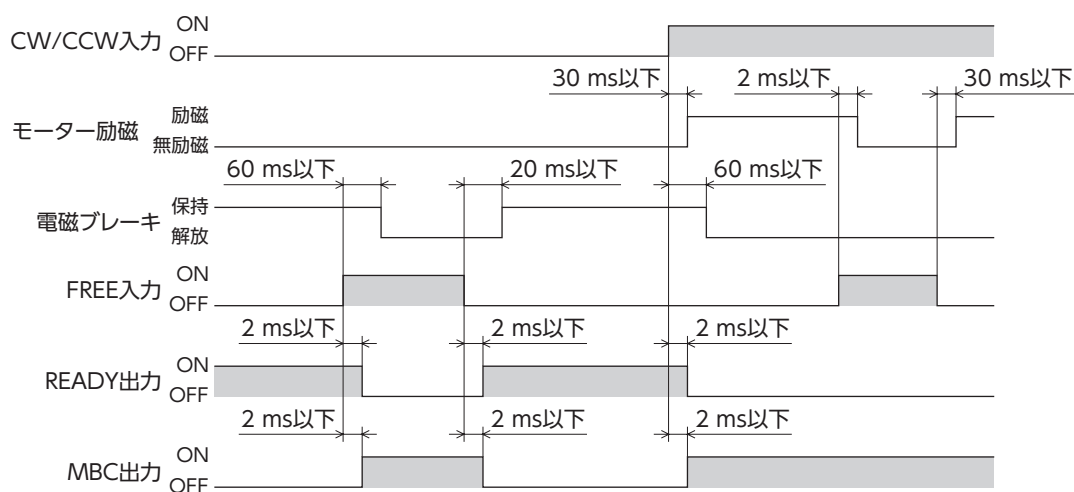 CW/CCW入力
ON
OFF
30 ms以下
2 ms以下
30 ms以下
モーター励磁
励磁
無励磁
60 ms以下
20 ms以下
60 ms以下
電磁ブレーキ
保持
解放
FREE入力
ON
OFF
2 ms以下
2 ms以下
2 ms以下
READY出力
ON
OFF
2 ms以下
2 ms以下
2 ms以下
MBC出力
ON
OFF